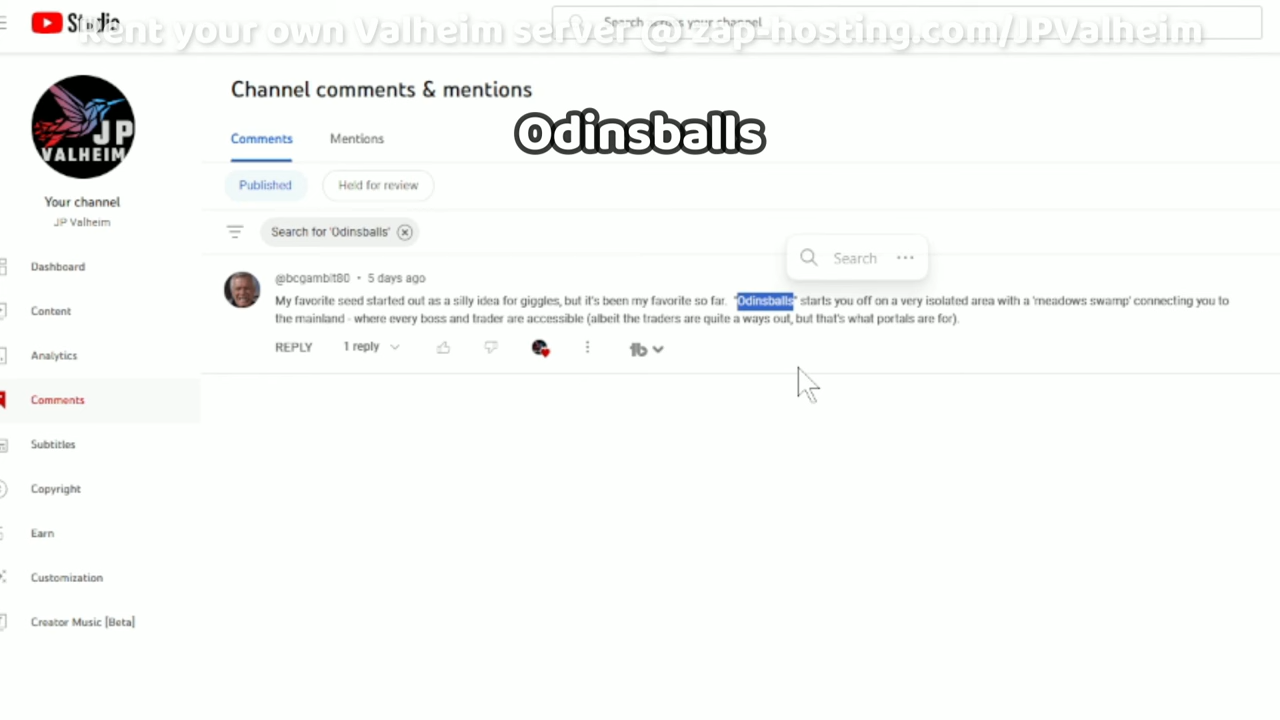 Studio
Search across your channel
Rent your own Valheim server @ zap-hosting.com/JPValheim
JP
VALHEIM
Your channel
JP Valheim
Dashboard
Content
Analytics
Comments
Subtitles
Copyright
Earn
Customization
Creator Music [Beta]
Channel comments & mentions
Odinsballs
Comments Mentions
Published Held for review
Search for 'Odinsballs'
Search
@bcgambit80 • 5 days ago
My favorite seed started out as a silly idea for giggles, but it's been my favorite so far. "Odinsballs" starts you off on a very isolated area with a 'meadows swamp' connecting you to
the mainland - where every boss and trader are accessible (albeit the traders are quite a ways out, but that's what portals are for).
REPLY 1 reply